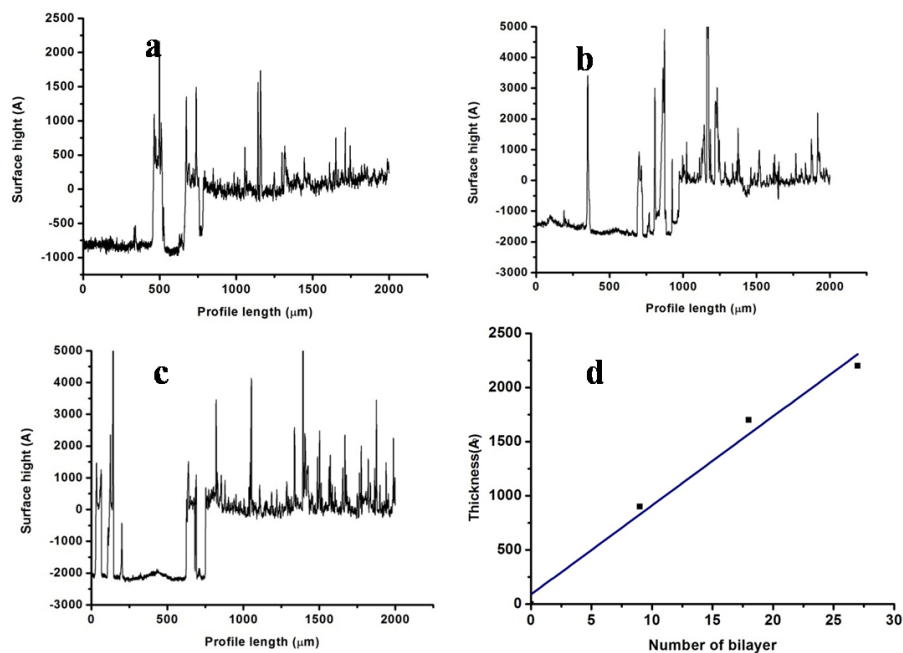 a
2500
2000
1500
1000
500
0
-500
-1000
Surface hight (A)
0 500 1000 1500 2000
Profile length (μm)
b
5000
4000
3000
2000
1000
0
-1000
-2000
-3000
Surface hight (A)
0 500 1000 1500 2000
Profile length (μm)
c
5000
4000
3000
2000
1000
0
-1000
-2000
-3000
Surface hight (A)
0 500 1000 1500 2000
Profile length (μm)
d
2500
2000
1500
1000
500
0
Thickness(A)
0 5 10 15 20 25 30
Number of bilayer